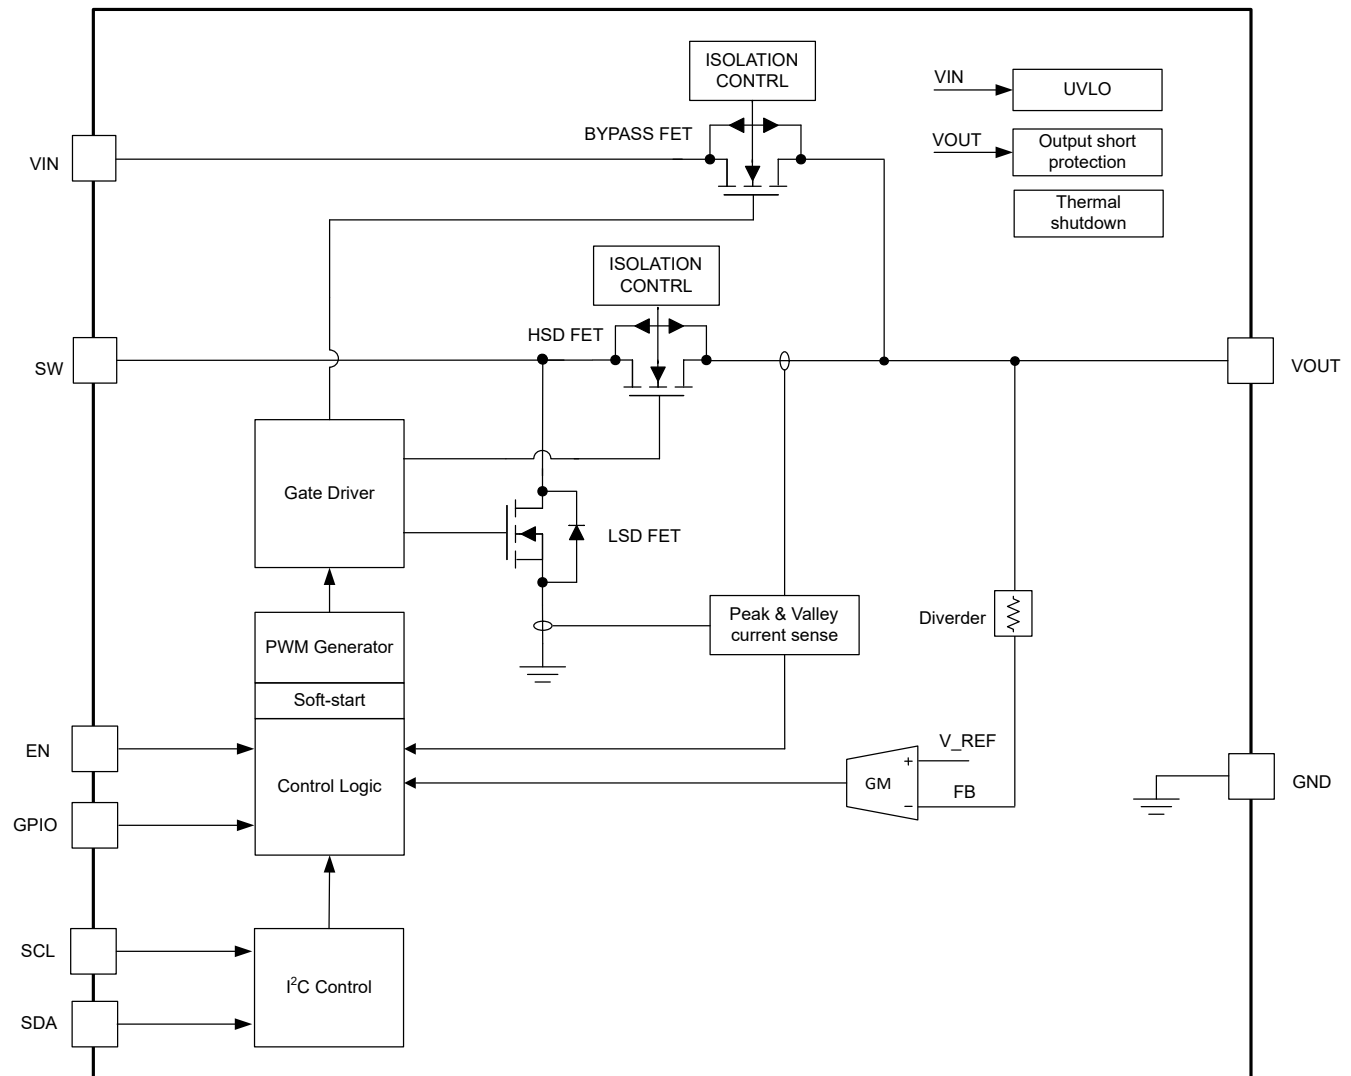 ISOLATION
CONTRL
VIN
UVLO
BYPASS FET
VOUT
Output short
protection
VIN
Thermal
shutdown
ISOLATION
CONTRL
HSD FET
SW
VOUT
Gate Driver
LSD FET
Peak & Valley
current sense
Diverder
PWM Generator
Soft-start
EN
V_REF
+
Control Logic
GM
GND
FB
−
GPIO
SCL
I²C Control
SDA